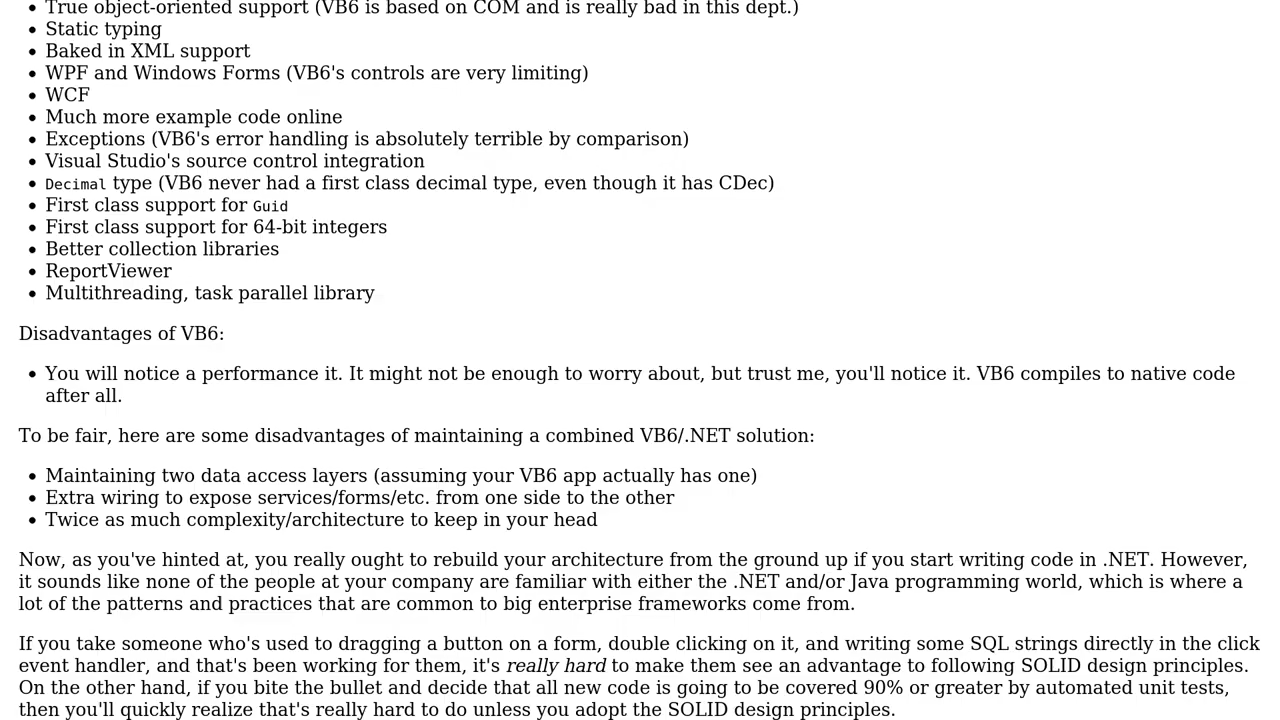 True object-oriented support (VB6 is based on COM and is really bad in this dept.)
Static typing
Baked in XML support
WPF and Windows Forms (VB6's controls are very limiting)
WCF
Much more example code online
Exceptions (VB6's error handling is absolutely terrible by comparison)
Visual Studio's source control integration
Decimal type (VB6 never had a first class decimal type, even though it has CDec)
First class support for Guid
First class support for 64-bit integers
Better collection libraries
ReportViewer
Multithreading, task parallel library
Disadvantages of VB6:
You will notice a performance it. It might not be enough to worry about, but trust me, you'll notice it. VB6 compiles to native code
after all.
To be fair, here are some disadvantages of maintaining a combined VB6/.NET solution:
Maintaining two data access layers (assuming your VB6 app actually has one)
Extra wiring to expose services/forms/etc. from one side to the other
Twice as much complexity/architecture to keep in your head
Now, as you've hinted at, you really ought to rebuild your architecture from the ground up if you start writing code in .NET. However,
it sounds like none of the people at your company are familiar with either the .NET and/or Java programming world, which is where a
lot of the patterns and practices that are common to big enterprise frameworks come from.
If you take someone who's used to dragging a button on a form, double clicking on it, and writing some SQL strings directly in the click
event handler, and that's been working for them, it's really hard to make them see an advantage to following SOLID design principles.
On the other hand, if you bite the bullet and decide that all new code is going to be covered 90% or greater by automated unit tests,
then you'll quickly realize that's really hard to do unless you adopt the SOLID design principles.